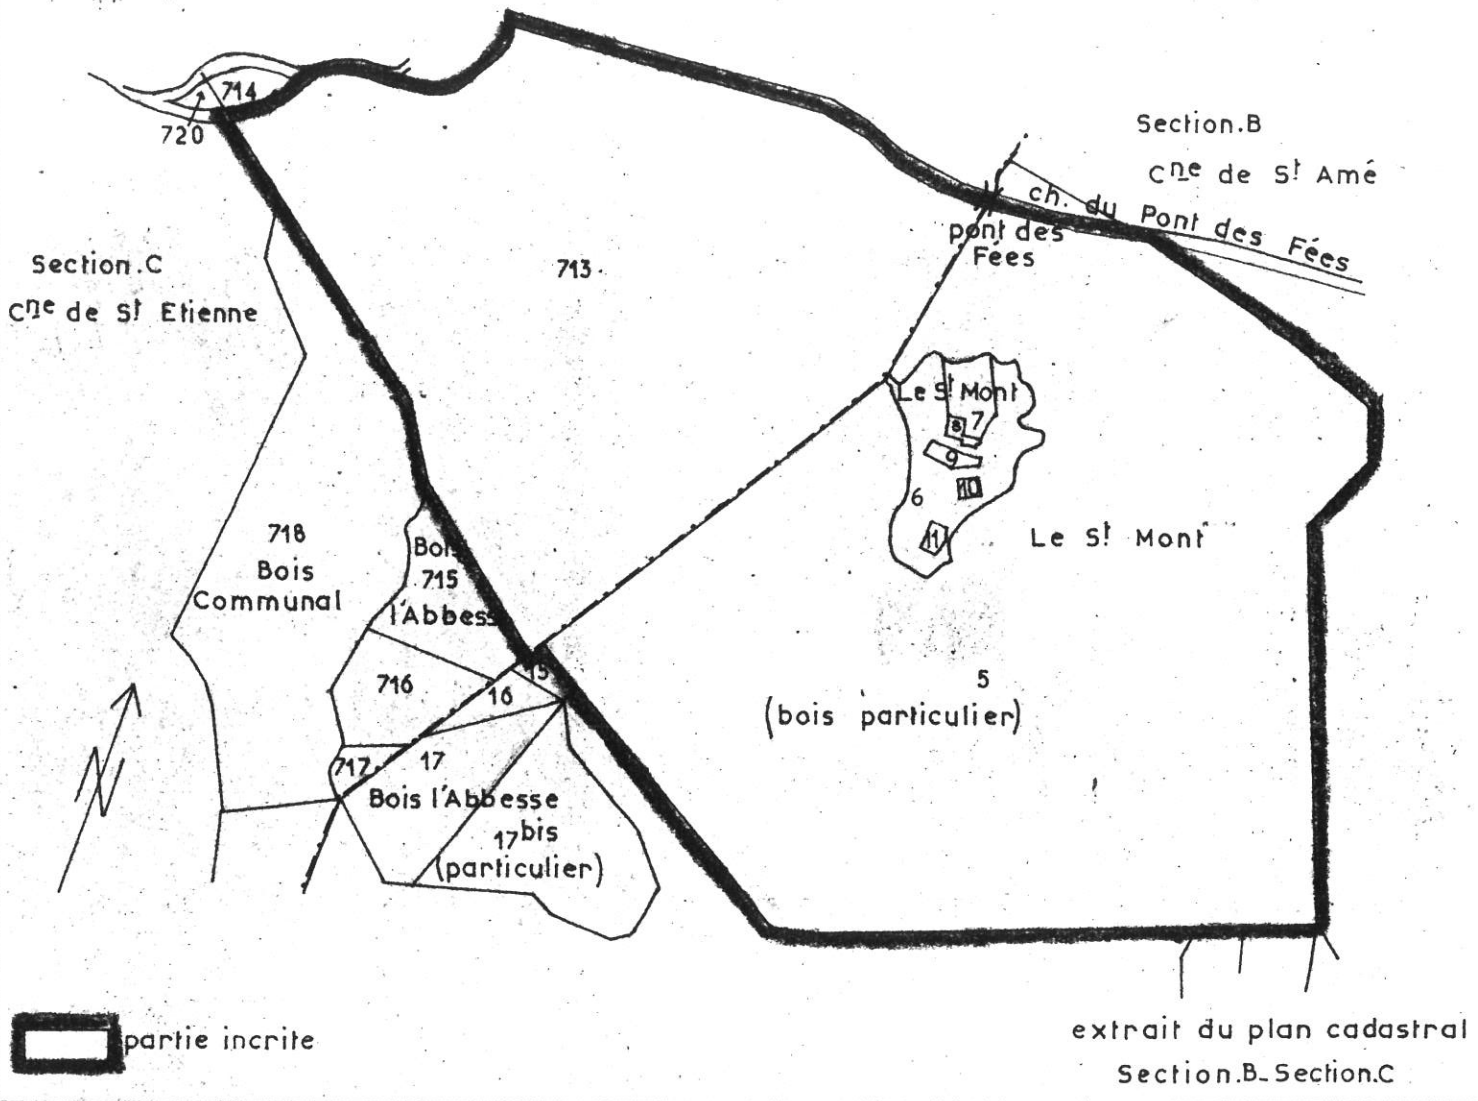 714
720
Section.B
Cne de St Amé
ch. du Pont des Fées
pont des
Fées
Section.C
Cne de St Etienne
713
Le St Mont
7
8
9
10
6
11
Le St Mont
718
Bois
Communal
Bois
715
l'Abbess
15
716
16
5
(bois particulier)
717
17
Bois l'Abbesse
17bis
(particulier)
N
partie incrite
extrait du plan cadastral
Section.B_Section.C